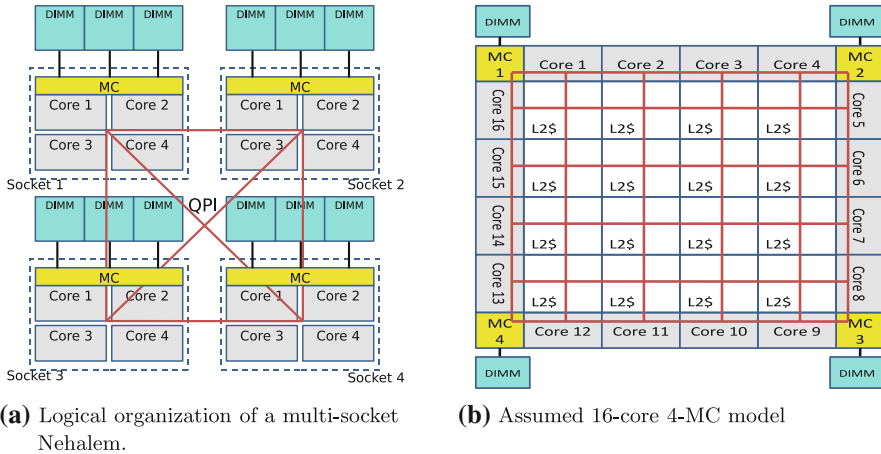 DIMM DIMM DIMM
DIMM DIMM DIMM
MC
Core 1 Core 2
Core 3 Core 4
Socket 1
MC
Core 1 Core 2
Core 3 Core 4
Socket 2
QPI
DIMM DIMM DIMM
DIMM DIMM DIMM
MC
Core 1 Core 2
Core 3 Core 4
Socket 3
MC
Core 1 Core 2
Core 3 Core 4
Socket 4
(a) Logical organization of a multi-socket
Nehalem.
DIMM
DIMM
MC
1
Core 1 Core 2 Core 3 Core 4
MC
2
Core 16
L2$ L2$ L2$ L2$
Core 5
Core 15
L2$ L2$ L2$ L2$
Core 6
Core 14
L2$ L2$ L2$ L2$
Core 7
Core 13
L2$ L2$ L2$ L2$
Core 8
MC
4
Core 12 Core 11 Core 10 Core 9
MC
3
DIMM
DIMM
(b) Assumed 16-core 4-MC model